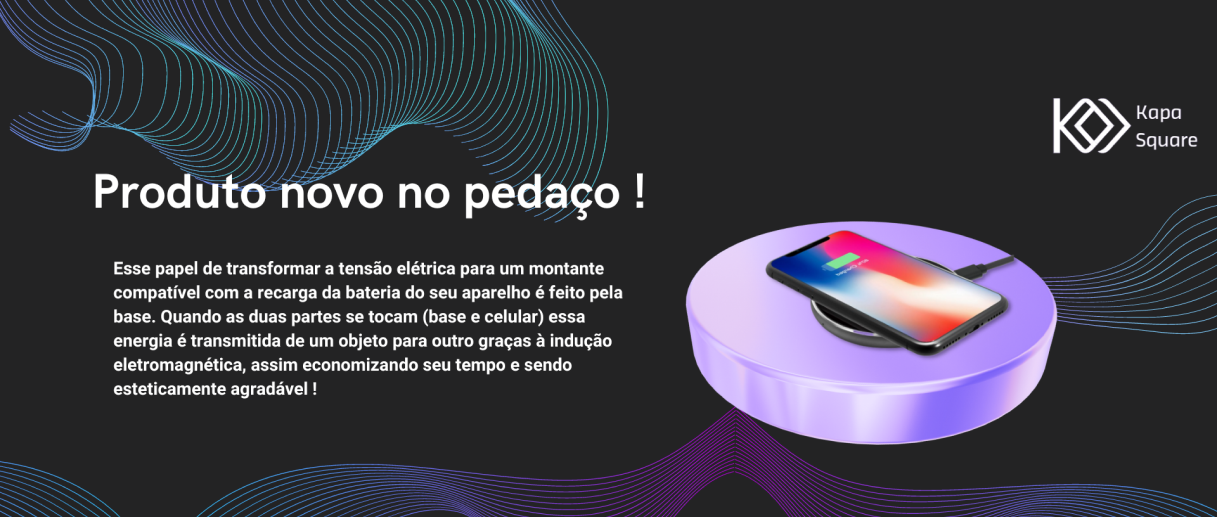 Kapa
Square
Produto novo no pedaço !
Esse papel de transformar a tensão elétrica para um montante
compatível com a recarga da bateria do seu aparelho é feito pela
base. Quando as duas partes se tocam (base e celular) essa
energia é transmitida de um objeto para outro graças à indução
eletromagnética, assim economizando seu tempo e sendo
esteticamente agradável !